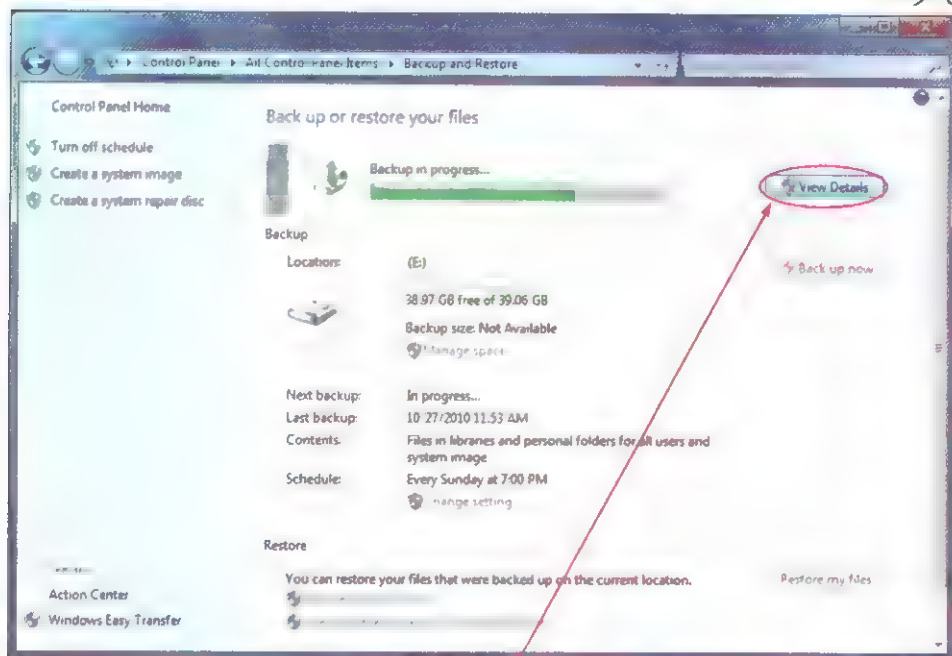 Control Panel ▸ All Control Panel Items ▸ Backup and Restore
Control Panel Home
Turn off schedule
Create a system image
Create a system repair disc
Back up or restore your files
Backup in progress...
View Details
Backup
Location: (E:)
Back up now
38.97 GB free of 39.06 GB
Backup size: Not Available
Manage space
Next backup: In progress...
Last backup: 10/27/2010 11:53 AM
Contents: Files in libraries and personal folders for all users and
system image
Schedule: Every Sunday at 7:00 PM
Change setting
Restore
You can restore your files that were backed up on the current location.
Restore my files
Action Center
Windows Easy Transfer